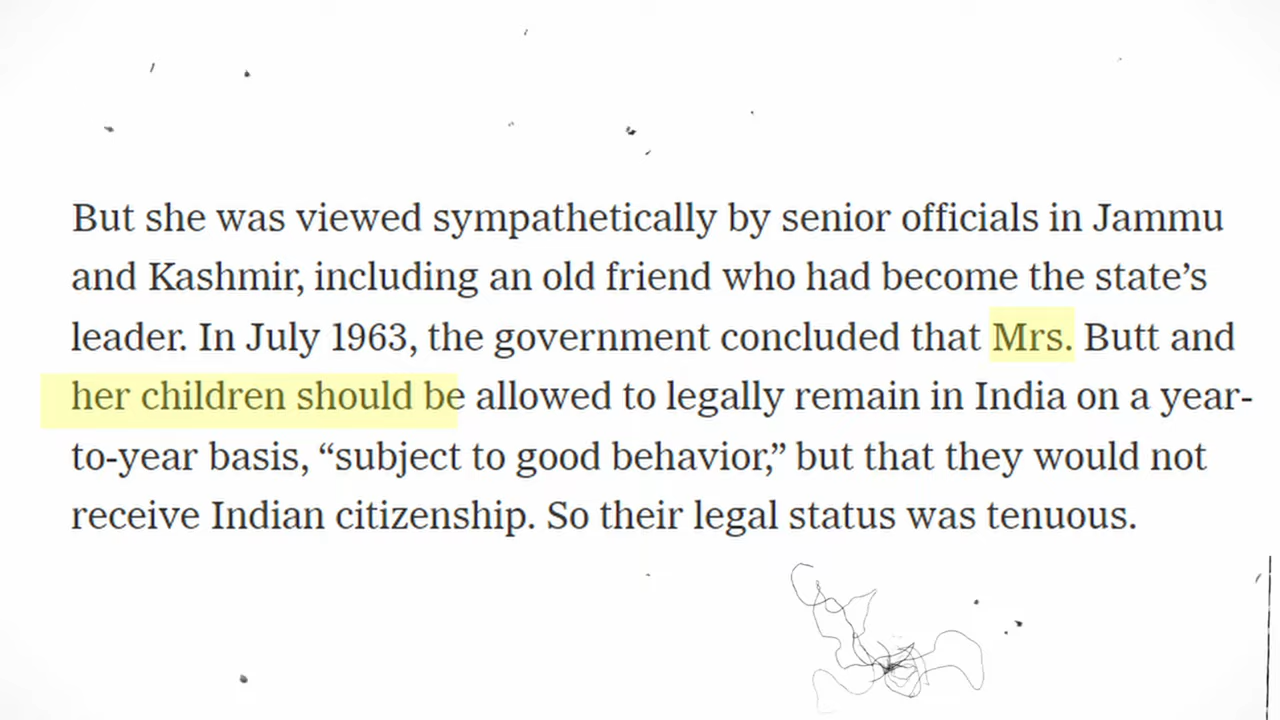 But she was viewed sympathetically by senior officials in Jammu
and Kashmir, including an old friend who had become the state’s
leader. In July 1963, the government concluded that Mrs. Butt and
her children should be allowed to legally remain in India on a year-
to-year basis, “subject to good behavior,” but that they would not
receive Indian citizenship. So their legal status was tenuous.